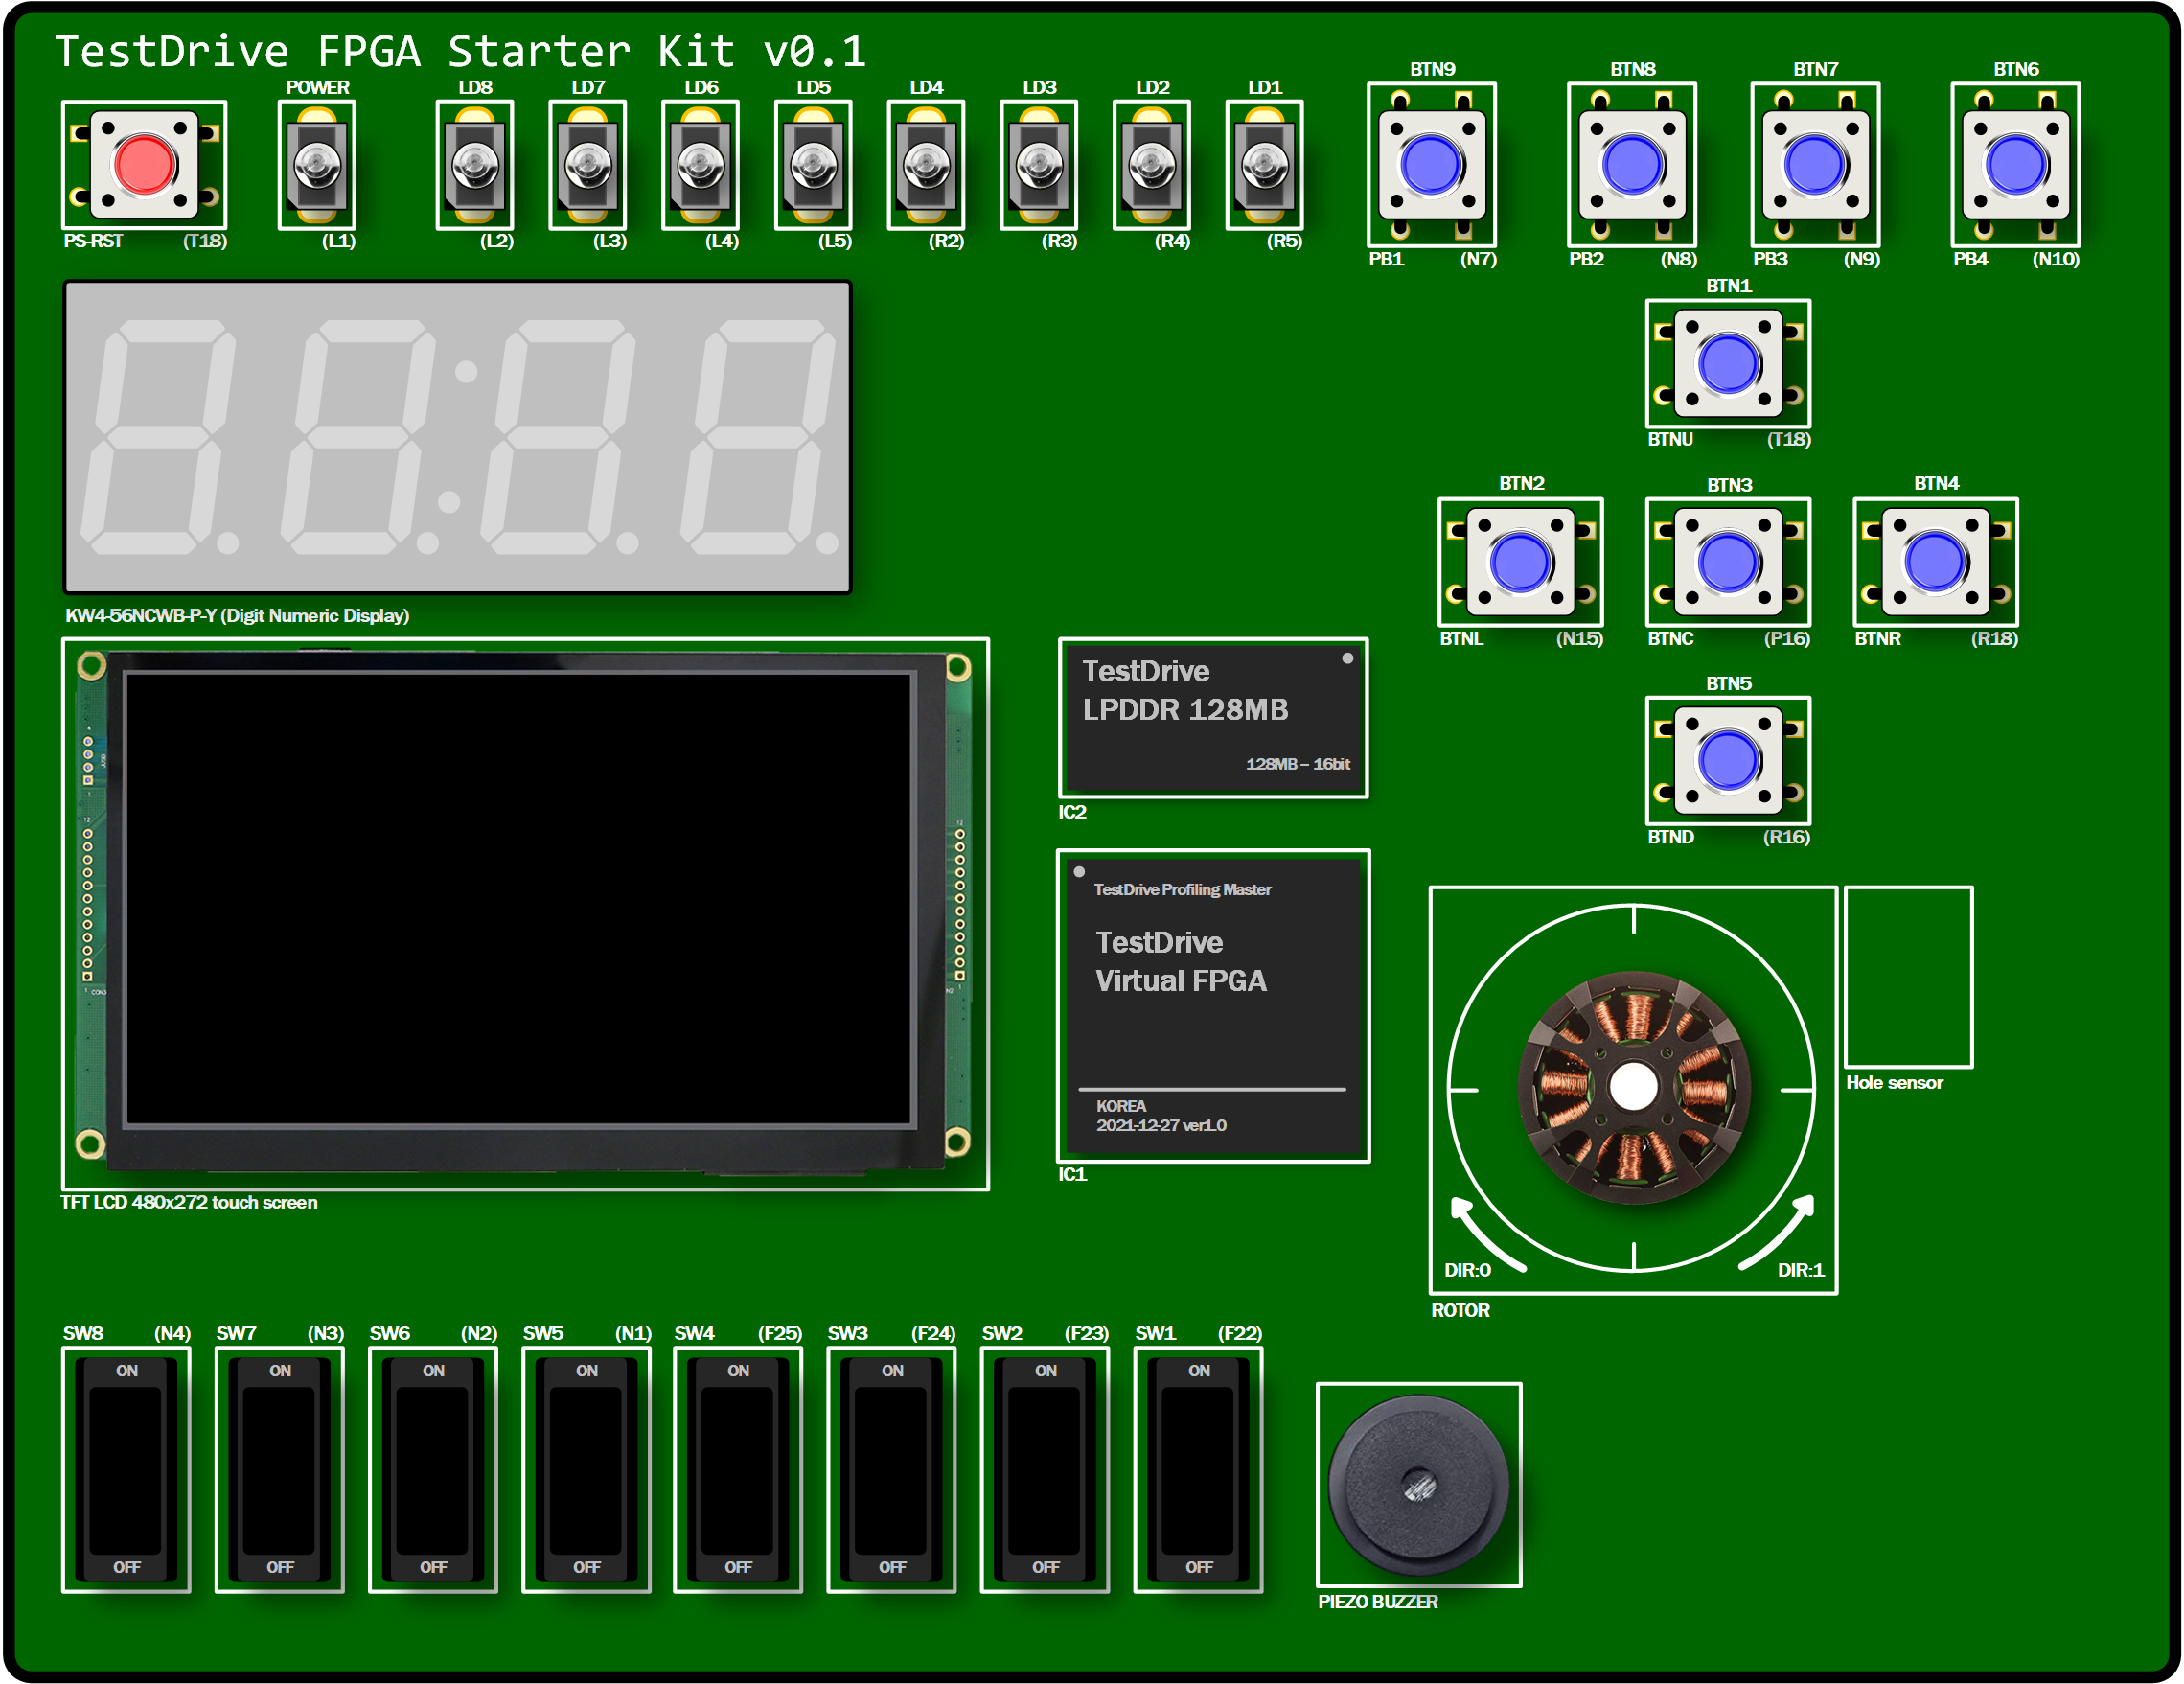 TestDrive FPGA Starter Kit v0.1
POWER LD8 LD7 LD6 LD5 LD4 LD3 LD2 LD1
BTN9 BTN8 BTN7 BTN6
PS-RST (T18) (L1) (L2) (L3) (L4) (L5) (R2) (R3) (R4) (R5)
PB1 (N7) PB2 (N8) PB3 (N9) PB4 (N10)
BTN1
BTNU (T18)
BTN2 BTN3 BTN4
BTNL (N15) BTNC (P16) BTNR (R18)
BTN5
BTND (R16)
KW4-56NCWB-P-Y (Digit Numeric Display)
TestDrive
LPDDR 128MB
128MB – 16bit
IC2
TestDrive Profiling Master
TestDrive
Virtual FPGA
KOREA
2021-12-27 ver1.0
IC1
TFT LCD 480x272 touch screen
Hole sensor
DIR:0 DIR:1
ROTOR
SW8 (N4) SW7 (N3) SW6 (N2) SW5 (N1) SW4 (F25) SW3 (F24) SW2 (F23) SW1 (F22)
ON ON ON ON ON ON ON ON
OFF OFF OFF OFF OFF OFF OFF OFF
PIEZO BUZZER